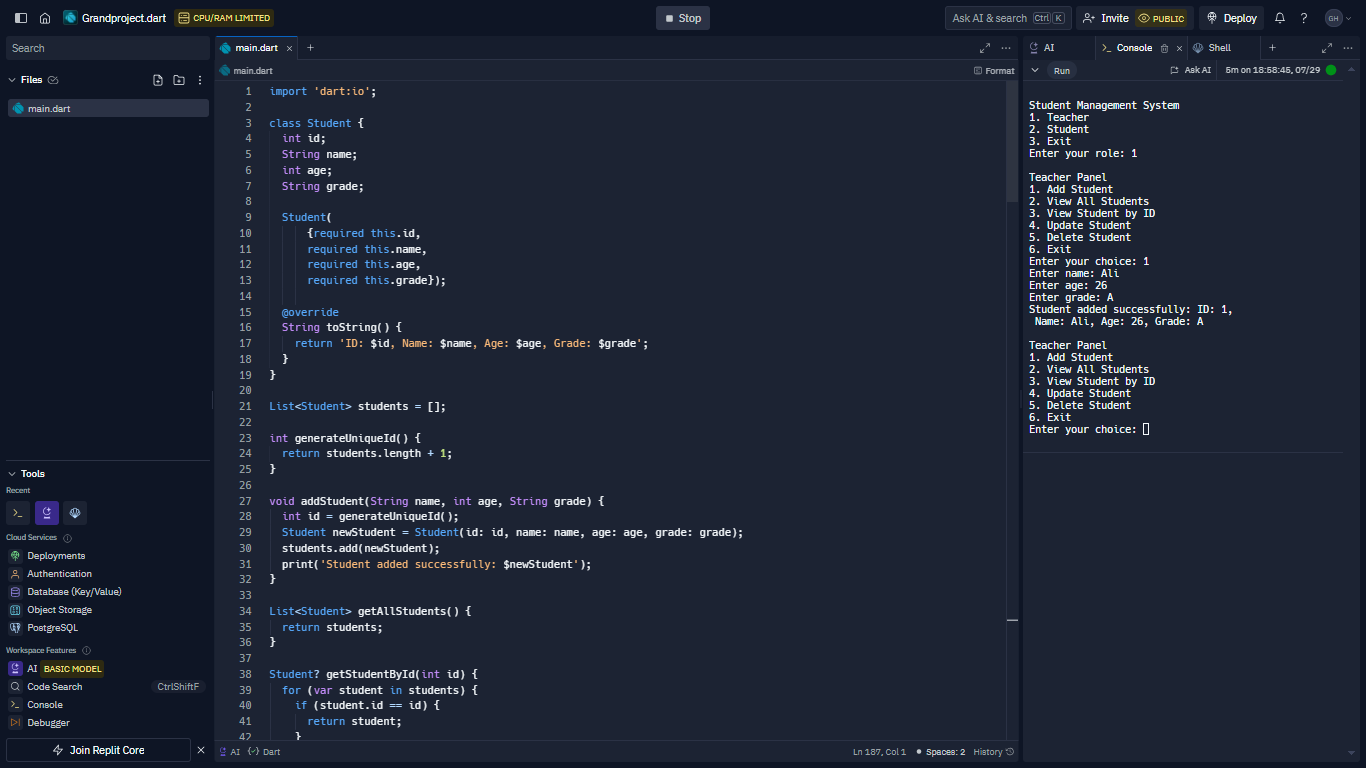 Grandproject.dart CPU/RAM LIMITED Stop Ask AI & search Ctrl K Invite PUBLIC Deploy ? GH
Search
Files
main.dart
Tools
Recent
Cloud Services
Deployments
Authentication
Database (Key/Value)
Object Storage
PostgreSQL
Workspace Features
AI BASIC MODEL
Code Search CtrlShiftF
Console
Debugger
Join Replit Core
main.dart
main.dart Format
1 import 'dart:io';
2
3 class Student {
4 int id;
5 String name;
6 int age;
7 String grade;
8
9 Student(
10 {required this.id,
11 required this.name,
12 required this.age,
13 required this.grade});
14
15 @override
16 String toString() {
17 return 'ID: $id, Name: $name, Age: $age, Grade: $grade';
18 }
19 }
20
21 List<Student> students = [];
22
23 int generateUniqueId() {
24 return students.length + 1;
25 }
26
27 void addStudent(String name, int age, String grade) {
28 int id = generateUniqueId();
29 Student newStudent = Student(id: id, name: name, age: age, grade: grade);
30 students.add(newStudent);
31 print('Student added successfully: $newStudent');
32 }
33
34 List<Student> getAllStudents() {
35 return students;
36 }
37
38 Student? getStudentById(int id) {
39 for (var student in students) {
40 if (student.id == id) {
41 return student;
42 }
AI {} Dart Ln 187, Col 1 Spaces: 2 History
AI Console Shell
Run Ask AI 5m on 18:58:45, 07/29
Student Management System
1. Teacher
2. Student
3. Exit
Enter your role: 1
Teacher Panel
1. Add Student
2. View All Students
3. View Student by ID
4. Update Student
5. Delete Student
6. Exit
Enter your choice: 1
Enter name: Ali
Enter age: 26
Enter grade: A
Student added successfully: ID: 1,
Name: Ali, Age: 26, Grade: A
Teacher Panel
1. Add Student
2. View All Students
3. View Student by ID
4. Update Student
5. Delete Student
6. Exit
Enter your choice: